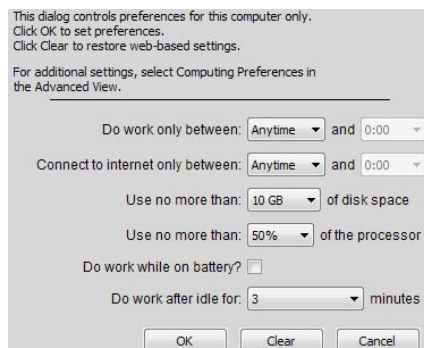 This dialog controls preferences for this computer only.
Click OK to set preferences.
Click Clear to restore web-based settings.
For additional settings, select Computing Preferences in
the Advanced View.
Do work only between: Anytime and 0:00
Connect to internet only between: Anytime and 0:00
Use no more than: 10 GB of disk space
Use no more than: 50% of the processor
Do work while on battery?
Do work after idle for: 3 minutes
OK Clear Cancel